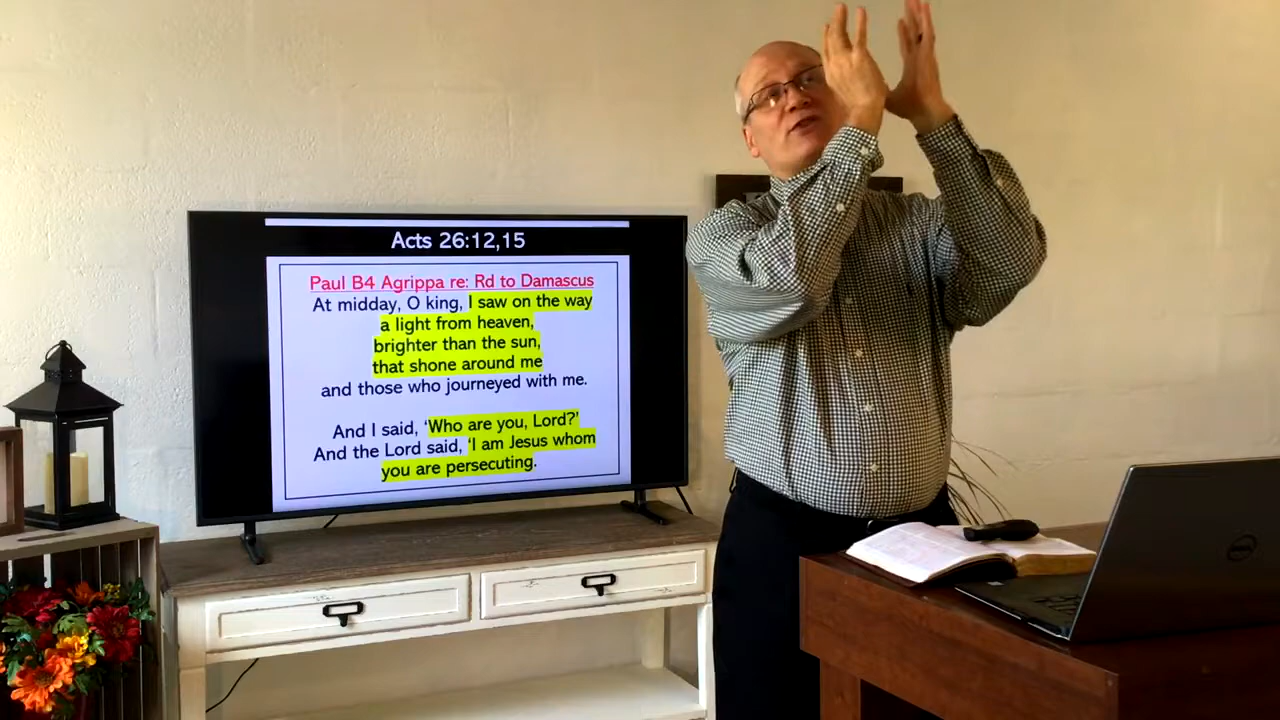 Acts 26:12,15
Paul B4 Agrippa re: Rd to Damascus
At midday, O king, I saw on the way
a light from heaven,
brighter than the sun,
that shone around me
and those who journeyed with me.
And I said, ‘Who are you, Lord?’
And the Lord said, ‘I am Jesus whom
you are persecuting.
DELL